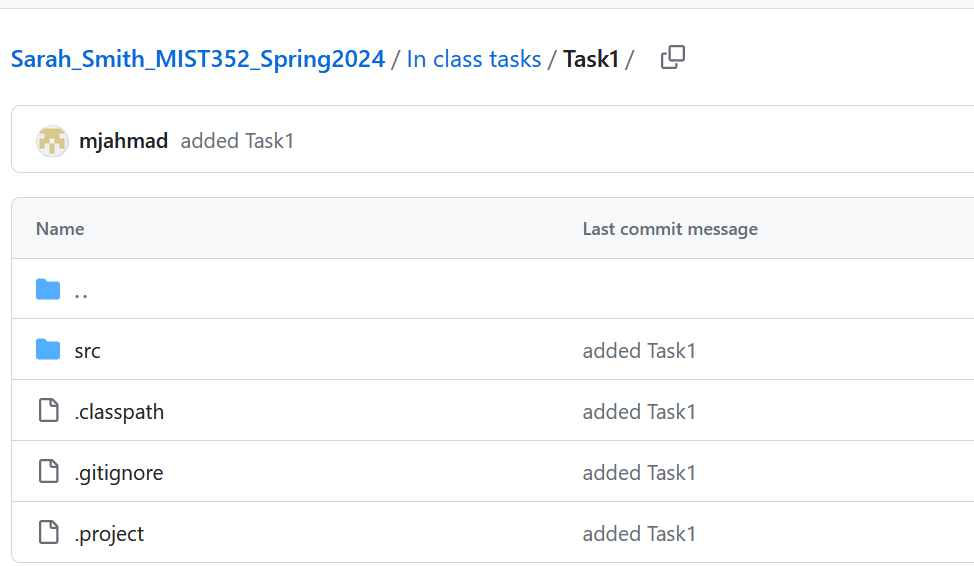 Sarah_Smith_MIST352_Spring2024 / In class tasks / Task1 /
mjahmad added Task1
Name Last commit message
..
src added Task1
.classpath added Task1
.gitignore added Task1
.project added Task1